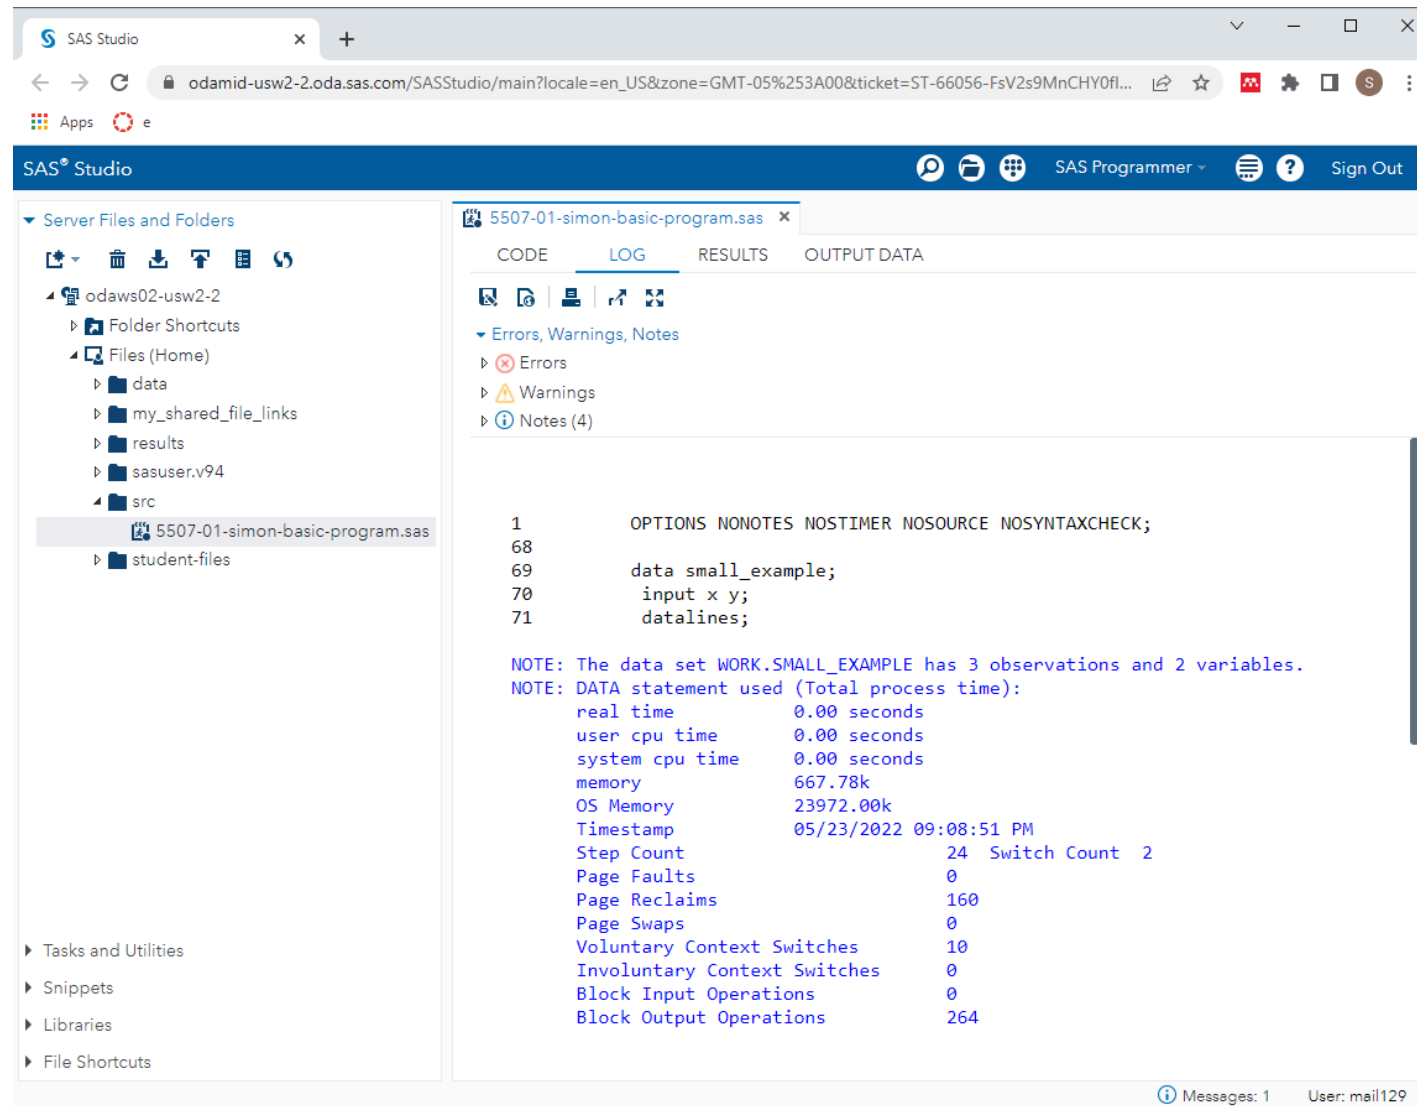 SAS Studio
odamid-usw2-2.oda.sas.com/SASStudio/main?locale=en_US&zone=GMT-05%253A00&ticket=ST-66056-FsV2s9MnCHY0fl...
S
Apps e
SAS® Studio
SAS Programmer
Sign Out
Server Files and Folders
odaws02-usw2-2
Folder Shortcuts
Files (Home)
data
my_shared_file_links
results
sasuser.v94
src
5507-01-simon-basic-program.sas
student-files
Tasks and Utilities
Snippets
Libraries
File Shortcuts
5507-01-simon-basic-program.sas
CODE LOG RESULTS OUTPUT DATA
Errors, Warnings, Notes
Errors
Warnings
Notes (4)
1 OPTIONS NONOTES NOSTIMER NOSOURCE NOSYNTAXCHECK;
68
69 data small_example;
70 input x y;
71 datalines;
NOTE: The data set WORK.SMALL_EXAMPLE has 3 observations and 2 variables.
NOTE: DATA statement used (Total process time):
real time 0.00 seconds
user cpu time 0.00 seconds
system cpu time 0.00 seconds
memory 667.78k
OS Memory 23972.00k
Timestamp 05/23/2022 09:08:51 PM
Step Count 24 Switch Count 2
Page Faults 0
Page Reclaims 160
Page Swaps 0
Voluntary Context Switches 10
Involuntary Context Switches 0
Block Input Operations 0
Block Output Operations 264
Messages: 1 User: mail129